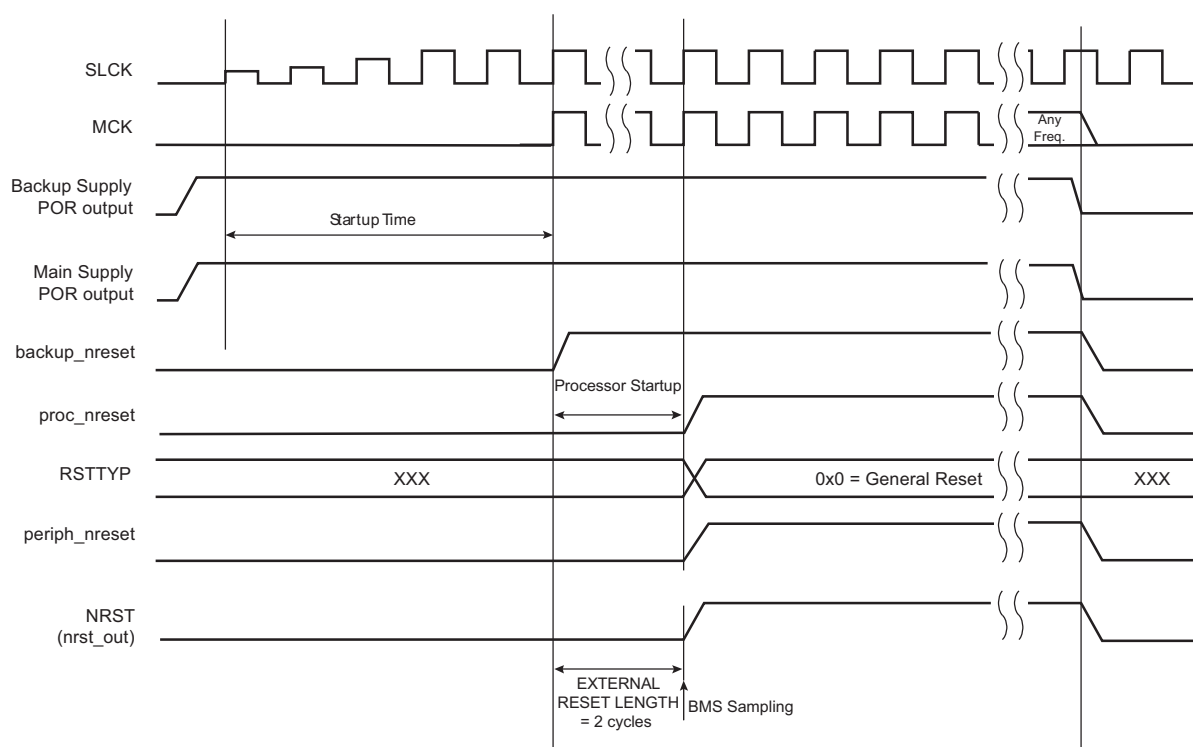 SLCK
MCK
Any
Freq.
Backup Supply
POR output
Startup Time
Main Supply
POR output
backup_nreset
Processor Startup
proc_nreset
RSTTYP
XXX
0x0 = General Reset
XXX
periph_nreset
NRST
(nrst_out)
EXTERNAL
RESET LENGTH
= 2 cycles
BMS Sampling